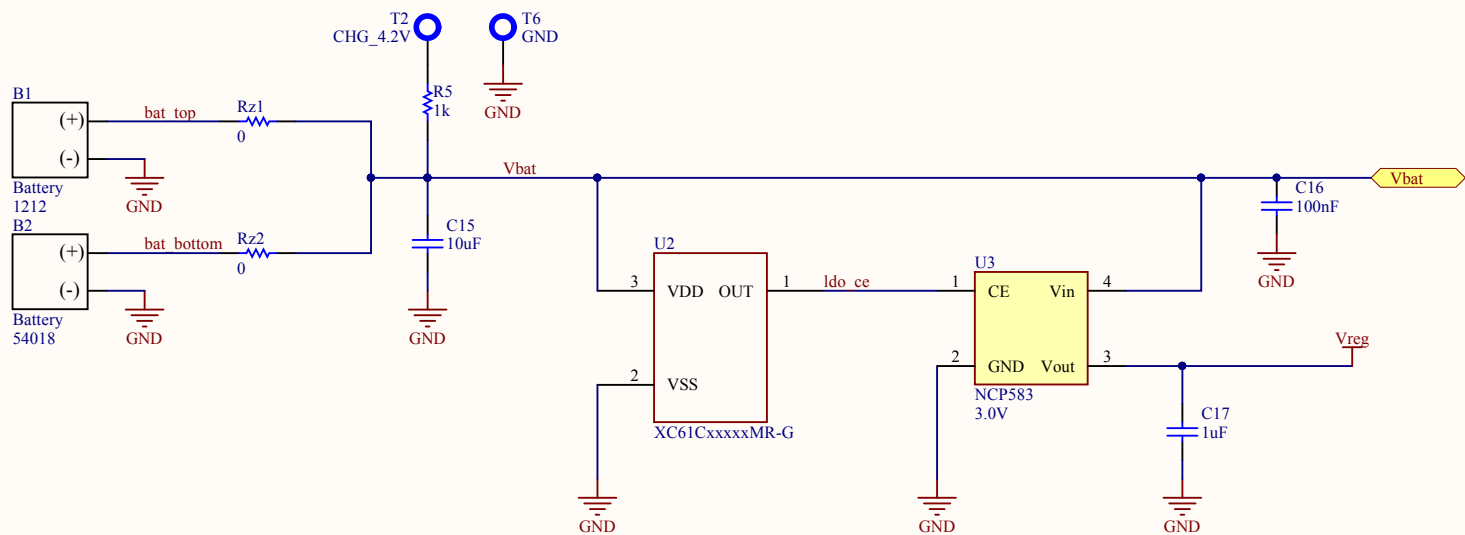 T2
CHG_4.2V
T6
GND
R5
1k
GND
B1
(+)
(-)
bat_top
Rz1
0
GND
Battery
1212
Vbat
Vbat
C16
100nF
GND
B2
(+)
(-)
bat_bottom
Rz2
0
GND
Battery
54018
C15
10uF
GND
U2
3
VDD
OUT
1
2
VSS
XC61CxxxxxMR-G
GND
ldo_ce
U3
1
CE
Vin
4
2
GND
Vout
3
NCP583
3.0V
GND
Vreg
C17
1uF
GND